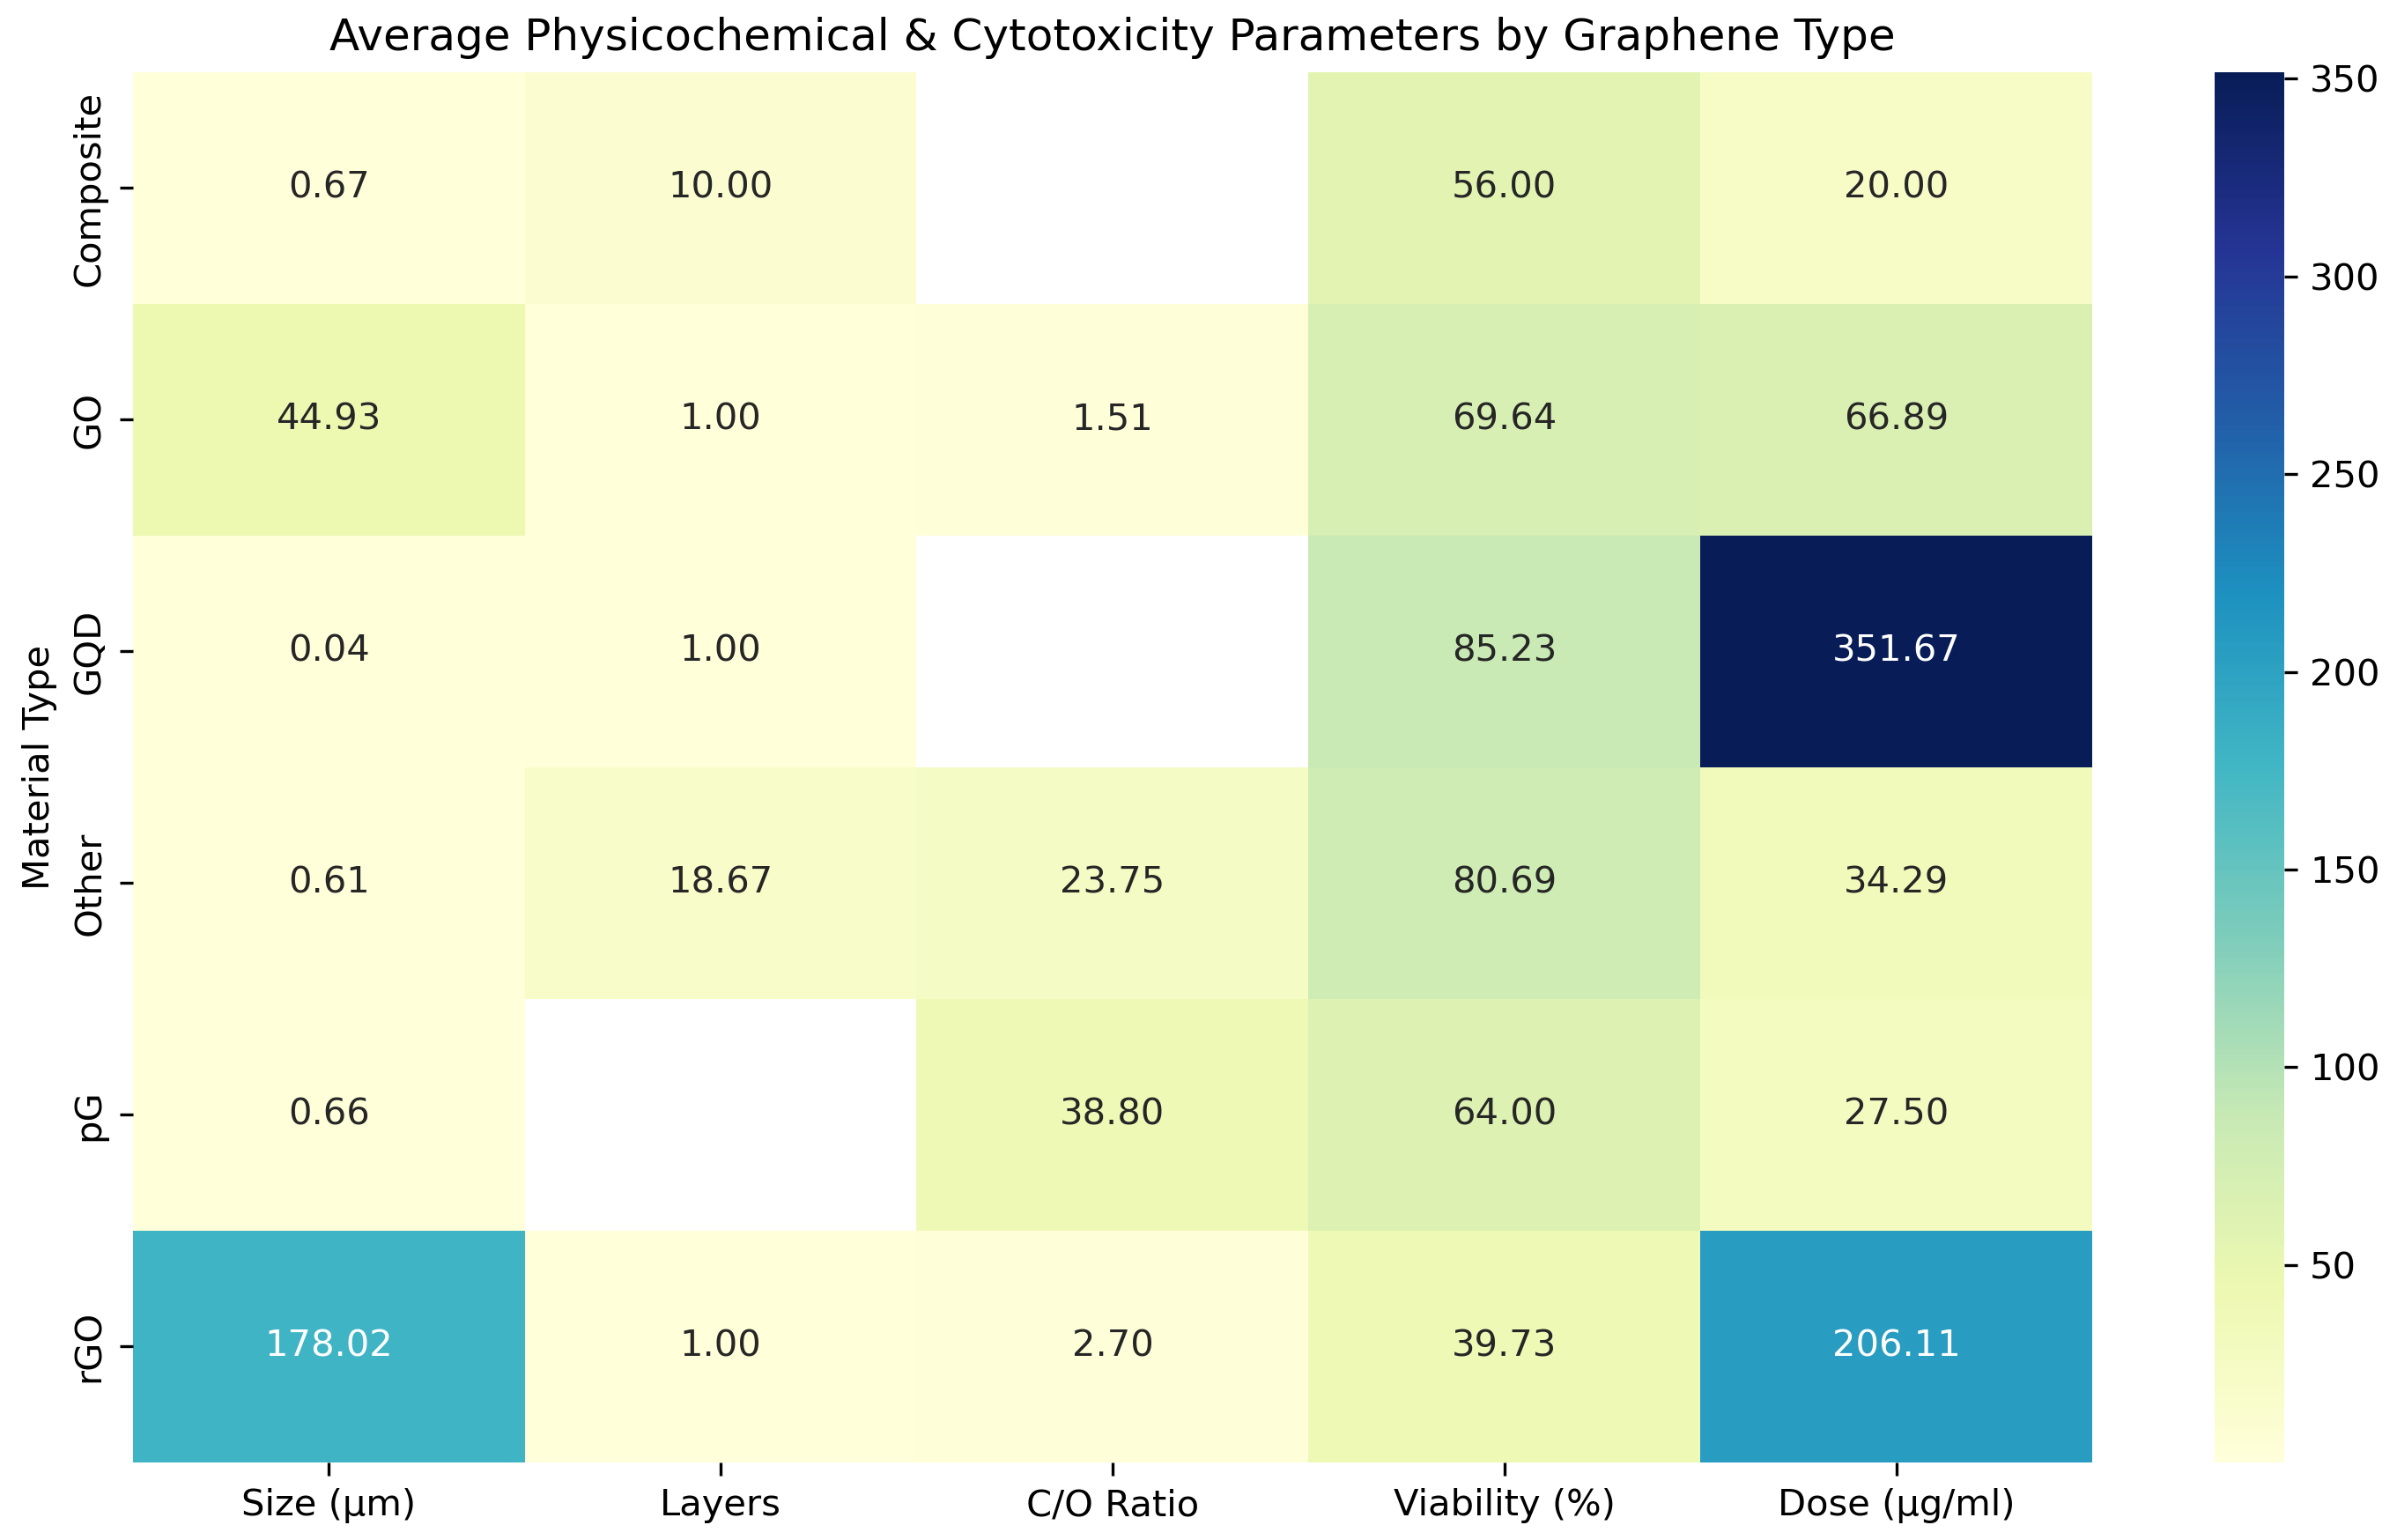 Average Physicochemical & Cytotoxicity Parameters by Graphene Type
Material Type
Composite
0.67 10.00 56.00 20.00
GO
44.93 1.00 1.51 69.64 66.89
GQD
0.04 1.00 85.23 351.67
Other
0.61 18.67 23.75 80.69 34.29
pG
0.66 38.80 64.00 27.50
rGO
178.02 1.00 2.70 39.73 206.11
Size (μm) Layers C/O Ratio Viability (%) Dose (μg/ml)
350
300
250
200
150
100
50